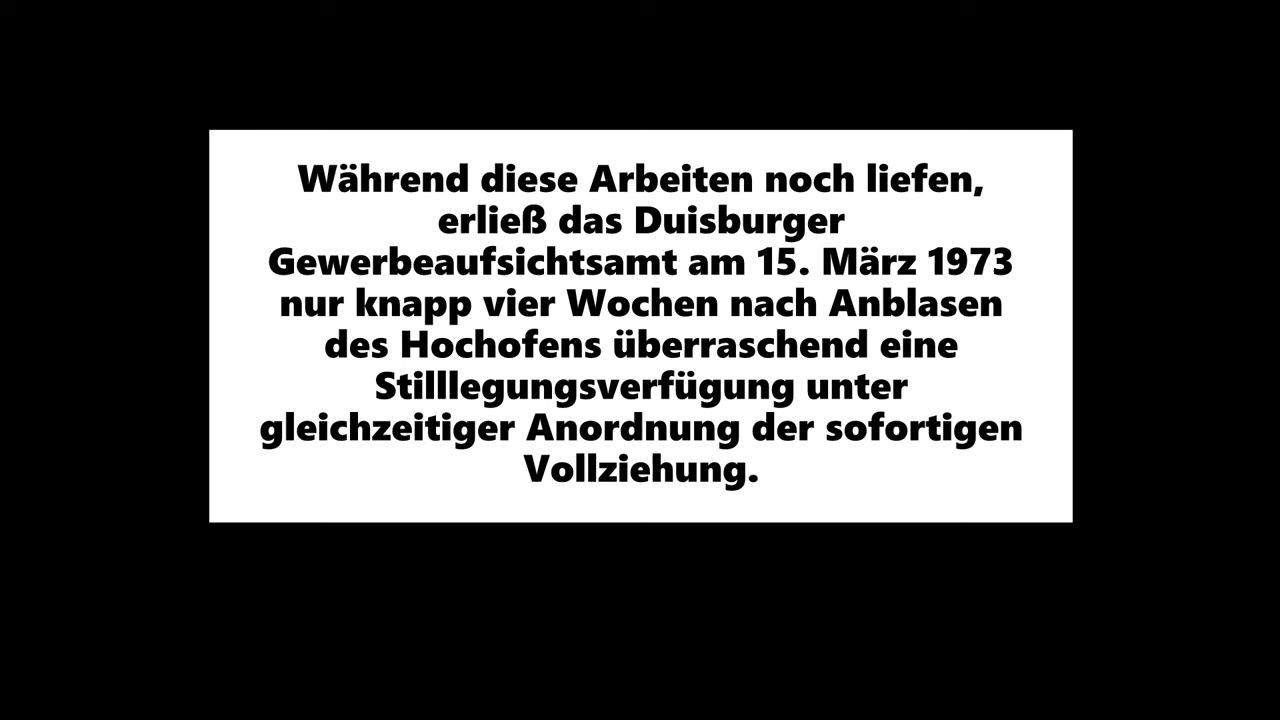 Während diese Arbeiten noch liefen,
erließ das Duisburger
Gewerbeaufsichtsamt am 15. März 1973
nur knapp vier Wochen nach Anblasen
des Hochofens überraschend eine
Stilllegungsverfügung unter
gleichzeitiger Anordnung der sofortigen
Vollziehung.